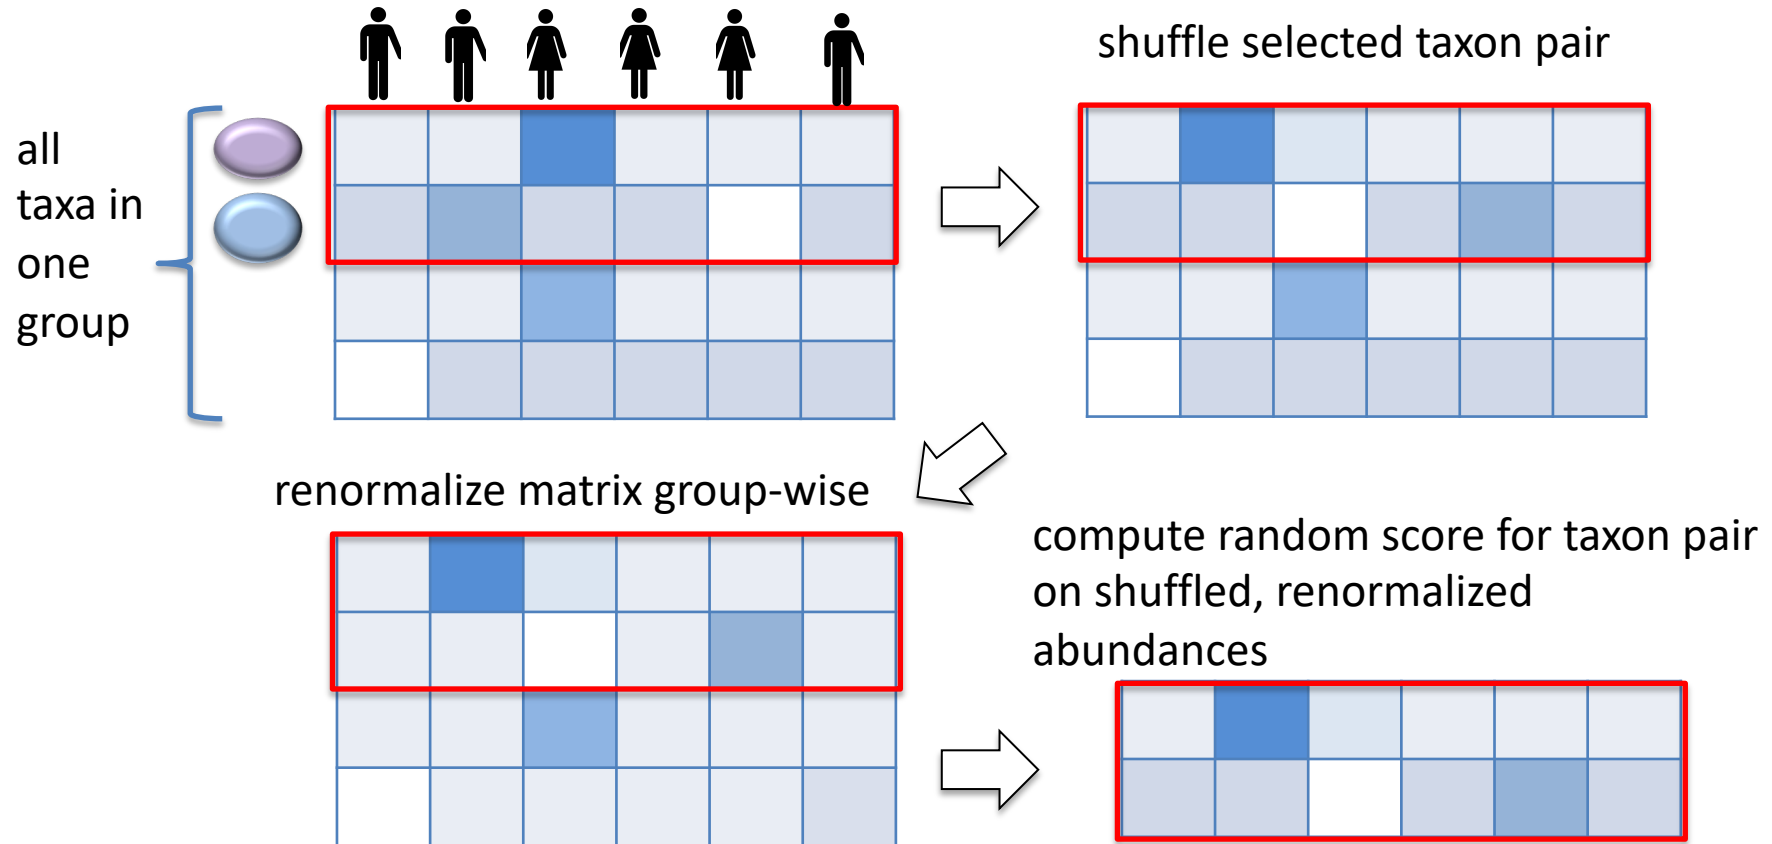 shuffle selected taxon pair
all
taxa in
one
group
renormalize matrix group-wise
compute random score for taxon pair
on shuffled, renormalized
abundances